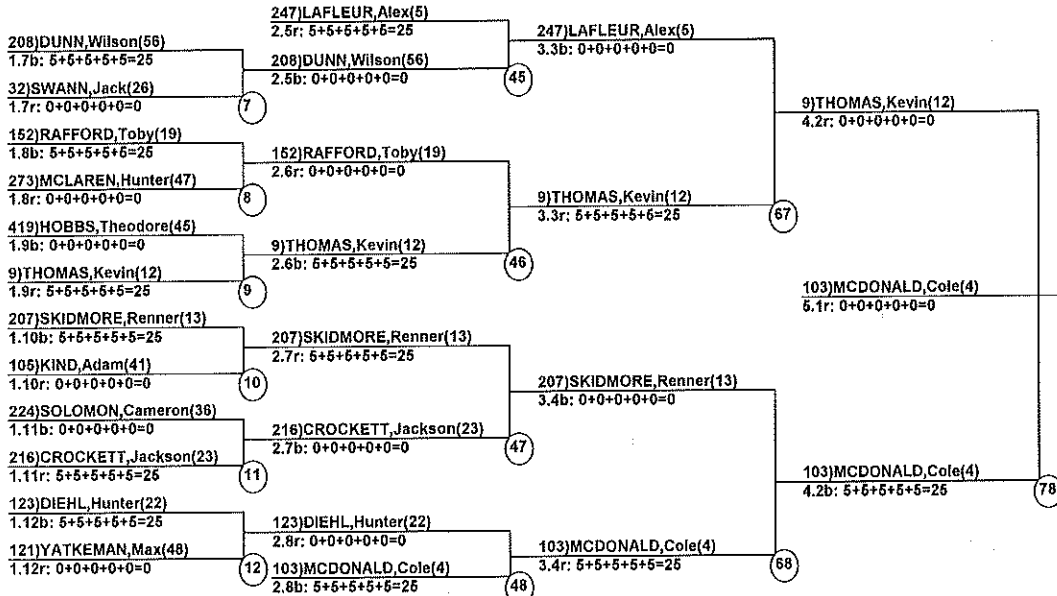 208)DUNN,Wilson(56)
1.7b: 5+5+5+5+5=25
32)SWANN,Jack(26)
1.7r: 0+0+0+0+0=0
7
152)RAFFORD,Toby(19)
1.8b: 5+5+5+5+5=25
273)MCLAREN,Hunter(47)
1.8r: 0+0+0+0+0=0
8
419)HOBBS,Theodore(45)
1.9b: 0+0+0+0+0=0
9)THOMAS,Kevin(12)
1.9r: 5+5+5+5+5=25
9
207)SKIDMORE,Renner(13)
1.10b: 5+5+5+5+5=25
105)KIND,Adam(41)
1.10r: 0+0+0+0+0=0
10
224)SOLOMON,Cameron(36)
1.11b: 0+0+0+0+0=0
216)CROCKETT,Jackson(23)
1.11r: 5+5+5+5+5=25
11
123)DIEHL,Hunter(22)
1.12b: 5+5+5+5+5=25
121)YATKEMAN,Max(48)
1.12r: 0+0+0+0+0=0
12
247)LAFLEUR,Alex(5)
2.5r: 5+5+5+5+5=25
208)DUNN,Wilson(56)
2.5b: 0+0+0+0+0=0
45
152)RAFFORD,Toby(19)
2.6r: 0+0+0+0+0=0
9)THOMAS,Kevin(12)
2.6b: 5+5+5+5+5=25
46
207)SKIDMORE,Renner(13)
2.7r: 5+5+5+5+5=25
216)CROCKETT,Jackson(23)
2.7b: 0+0+0+0+0=0
47
123)DIEHL,Hunter(22)
2.8r: 0+0+0+0+0=0
103)MCDONALD,Cole(4)
2.8b: 5+5+5+5+5=25
48
247)LAFLEUR,Alex(5)
3.3b: 0+0+0+0+0=0
9)THOMAS,Kevin(12)
3.3r: 5+5+5+5+5=25
67
207)SKIDMORE,Renner(13)
3.4b: 0+0+0+0+0=0
103)MCDONALD,Cole(4)
3.4r: 5+5+5+5+5=25
68
9)THOMAS,Kevin(12)
4.2r: 0+0+0+0+0=0
103)MCDONALD,Cole(4)
4.2b: 5+5+5+5+5=25
78
103)MCDONALD,Cole(4)
5.1r: 0+0+0+0+0=0